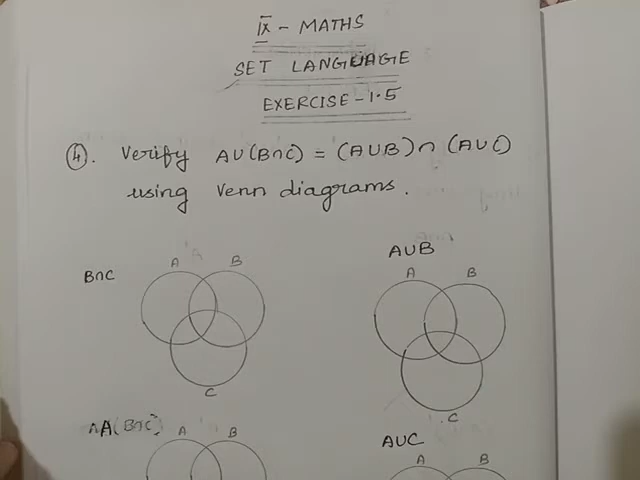 IX - MATHS
SET LANGUAGE
EXERCISE - 1.5
4. Verify A∪(B∩C) = (A∪B)∩(A∪C)
using Venn diagrams.
B∩C
A B
C
A∪B
A B
C
A(B∩C)
A B
A∪C
A B